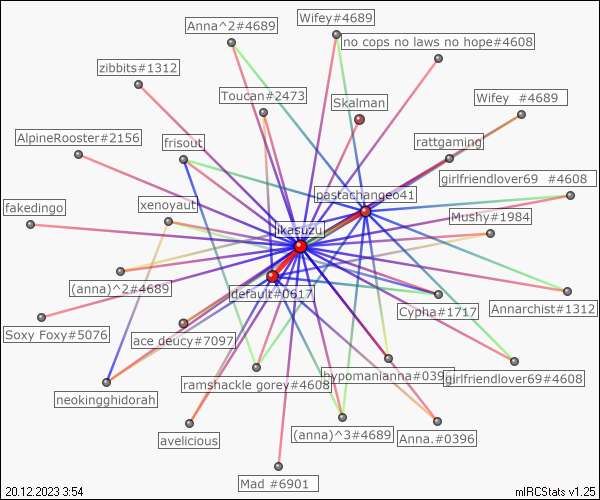 Wifey#4689
Anna^2#4689
no cops no laws no hope#4608
zibbits#1312
Toucan#2473
Skalman
Wifey #4689
AlpineRooster#2156
frisout
rattgaming
girlfriendlover69 #4608
pastachangeo41
fakedingo
xenoyaut
Mushy#1984
ikasuzu
(anna)^2#4689
default#0617
Annarchist#1312
Cypha#1717
Soxy Foxy#5076
ace deucy#7097
hypomanianna#039
girlfriendlover69#4608
ramshackle gorey#4608
neokingghidorah
avelicious
(anna)^3#4689
Anna.#0396
Mad #6901
20.12.2023 3:54
mIRCStats v1.25